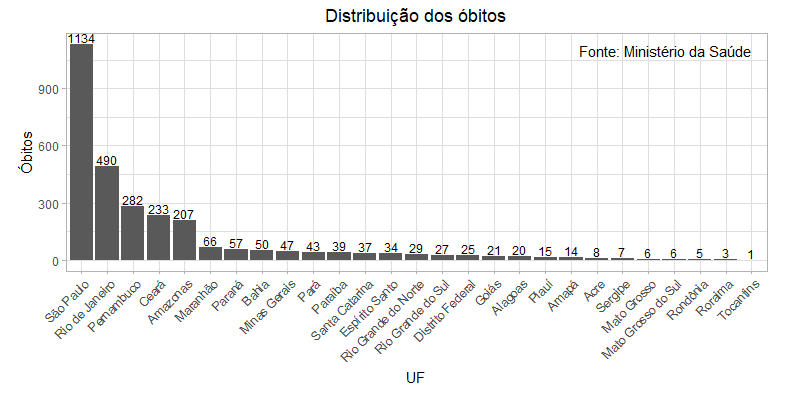 Distribuição dos óbitos
Fonte: Ministério da Saúde
Óbitos
900
600
300
0
1134
490
282
233
207
66
57
50
47
43
39
37
34
29
27
25
21
20
15
14
8
7
6
6
5
3
1
São Paulo
Rio de Janeiro
Pernambuco
Ceará
Amazonas
Maranhão
Paraná
Bahia
Minas Gerais
Pará
Paraíba
Santa Catarina
Espírito Santo
Rio Grande do Norte
Rio Grande do Sul
Distrito Federal
Goiás
Alagoas
Piauí
Amapá
Acre
Sergipe
Mato Grosso
Mato Grosso do Sul
Rondônia
Roraima
Tocantins
UF